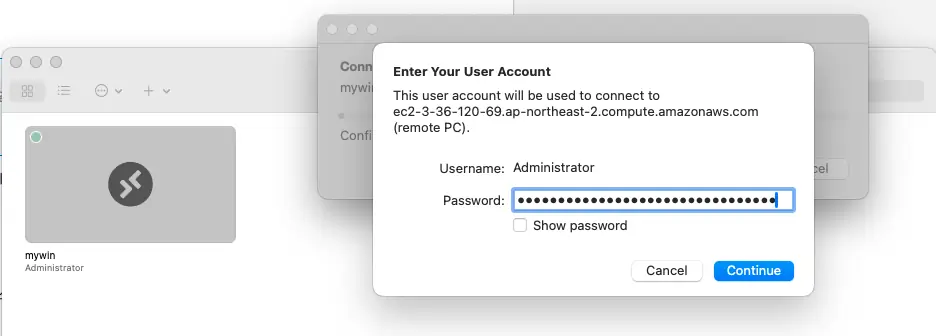 Conn
mywin
Confi
Enter Your User Account
This user account will be used to connect to
ec2-3-36-120-69.ap-northeast-2.compute.amazonaws.com
(remote PC).
Username: Administrator
Password: ••••••••••••••••••••••••••••••••
Show password
Cancel Continue
cel
mywin
Administrator